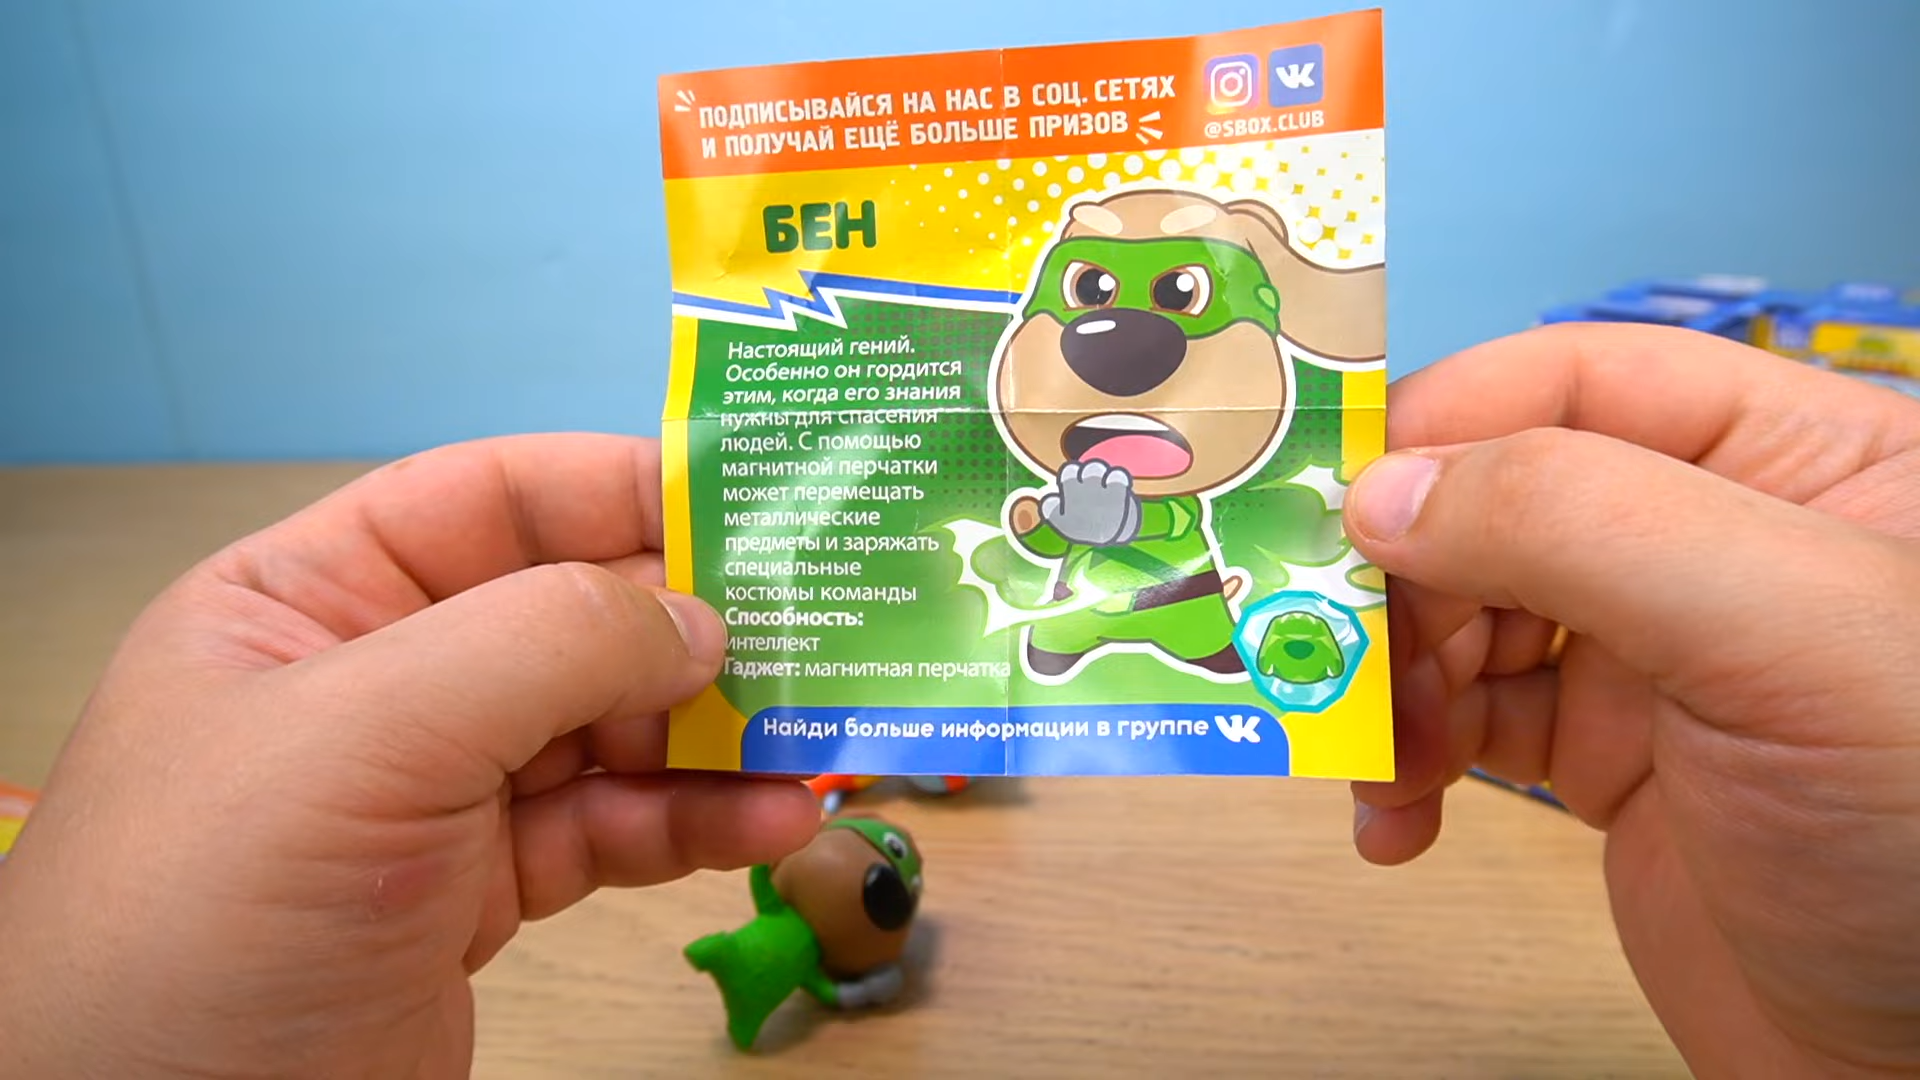 ПОДПИСЫВАЙСЯ НА НАС В СОЦ. СЕТЯХ
И ПОЛУЧАЙ ЕЩЁ БОЛЬШЕ ПРИЗОВ
@SBOX.CLUB
БЕН
Настоящий гений.
Особенно он гордится
этим, когда его знания
нужны для спасения
людей. С помощью
магнитной перчатки
может перемещать
металлические
предметы и заряжать
специальные
костюмы команды
Способность:
интеллект
Гаджет: магнитная перчатка
Найди больше информации в группе